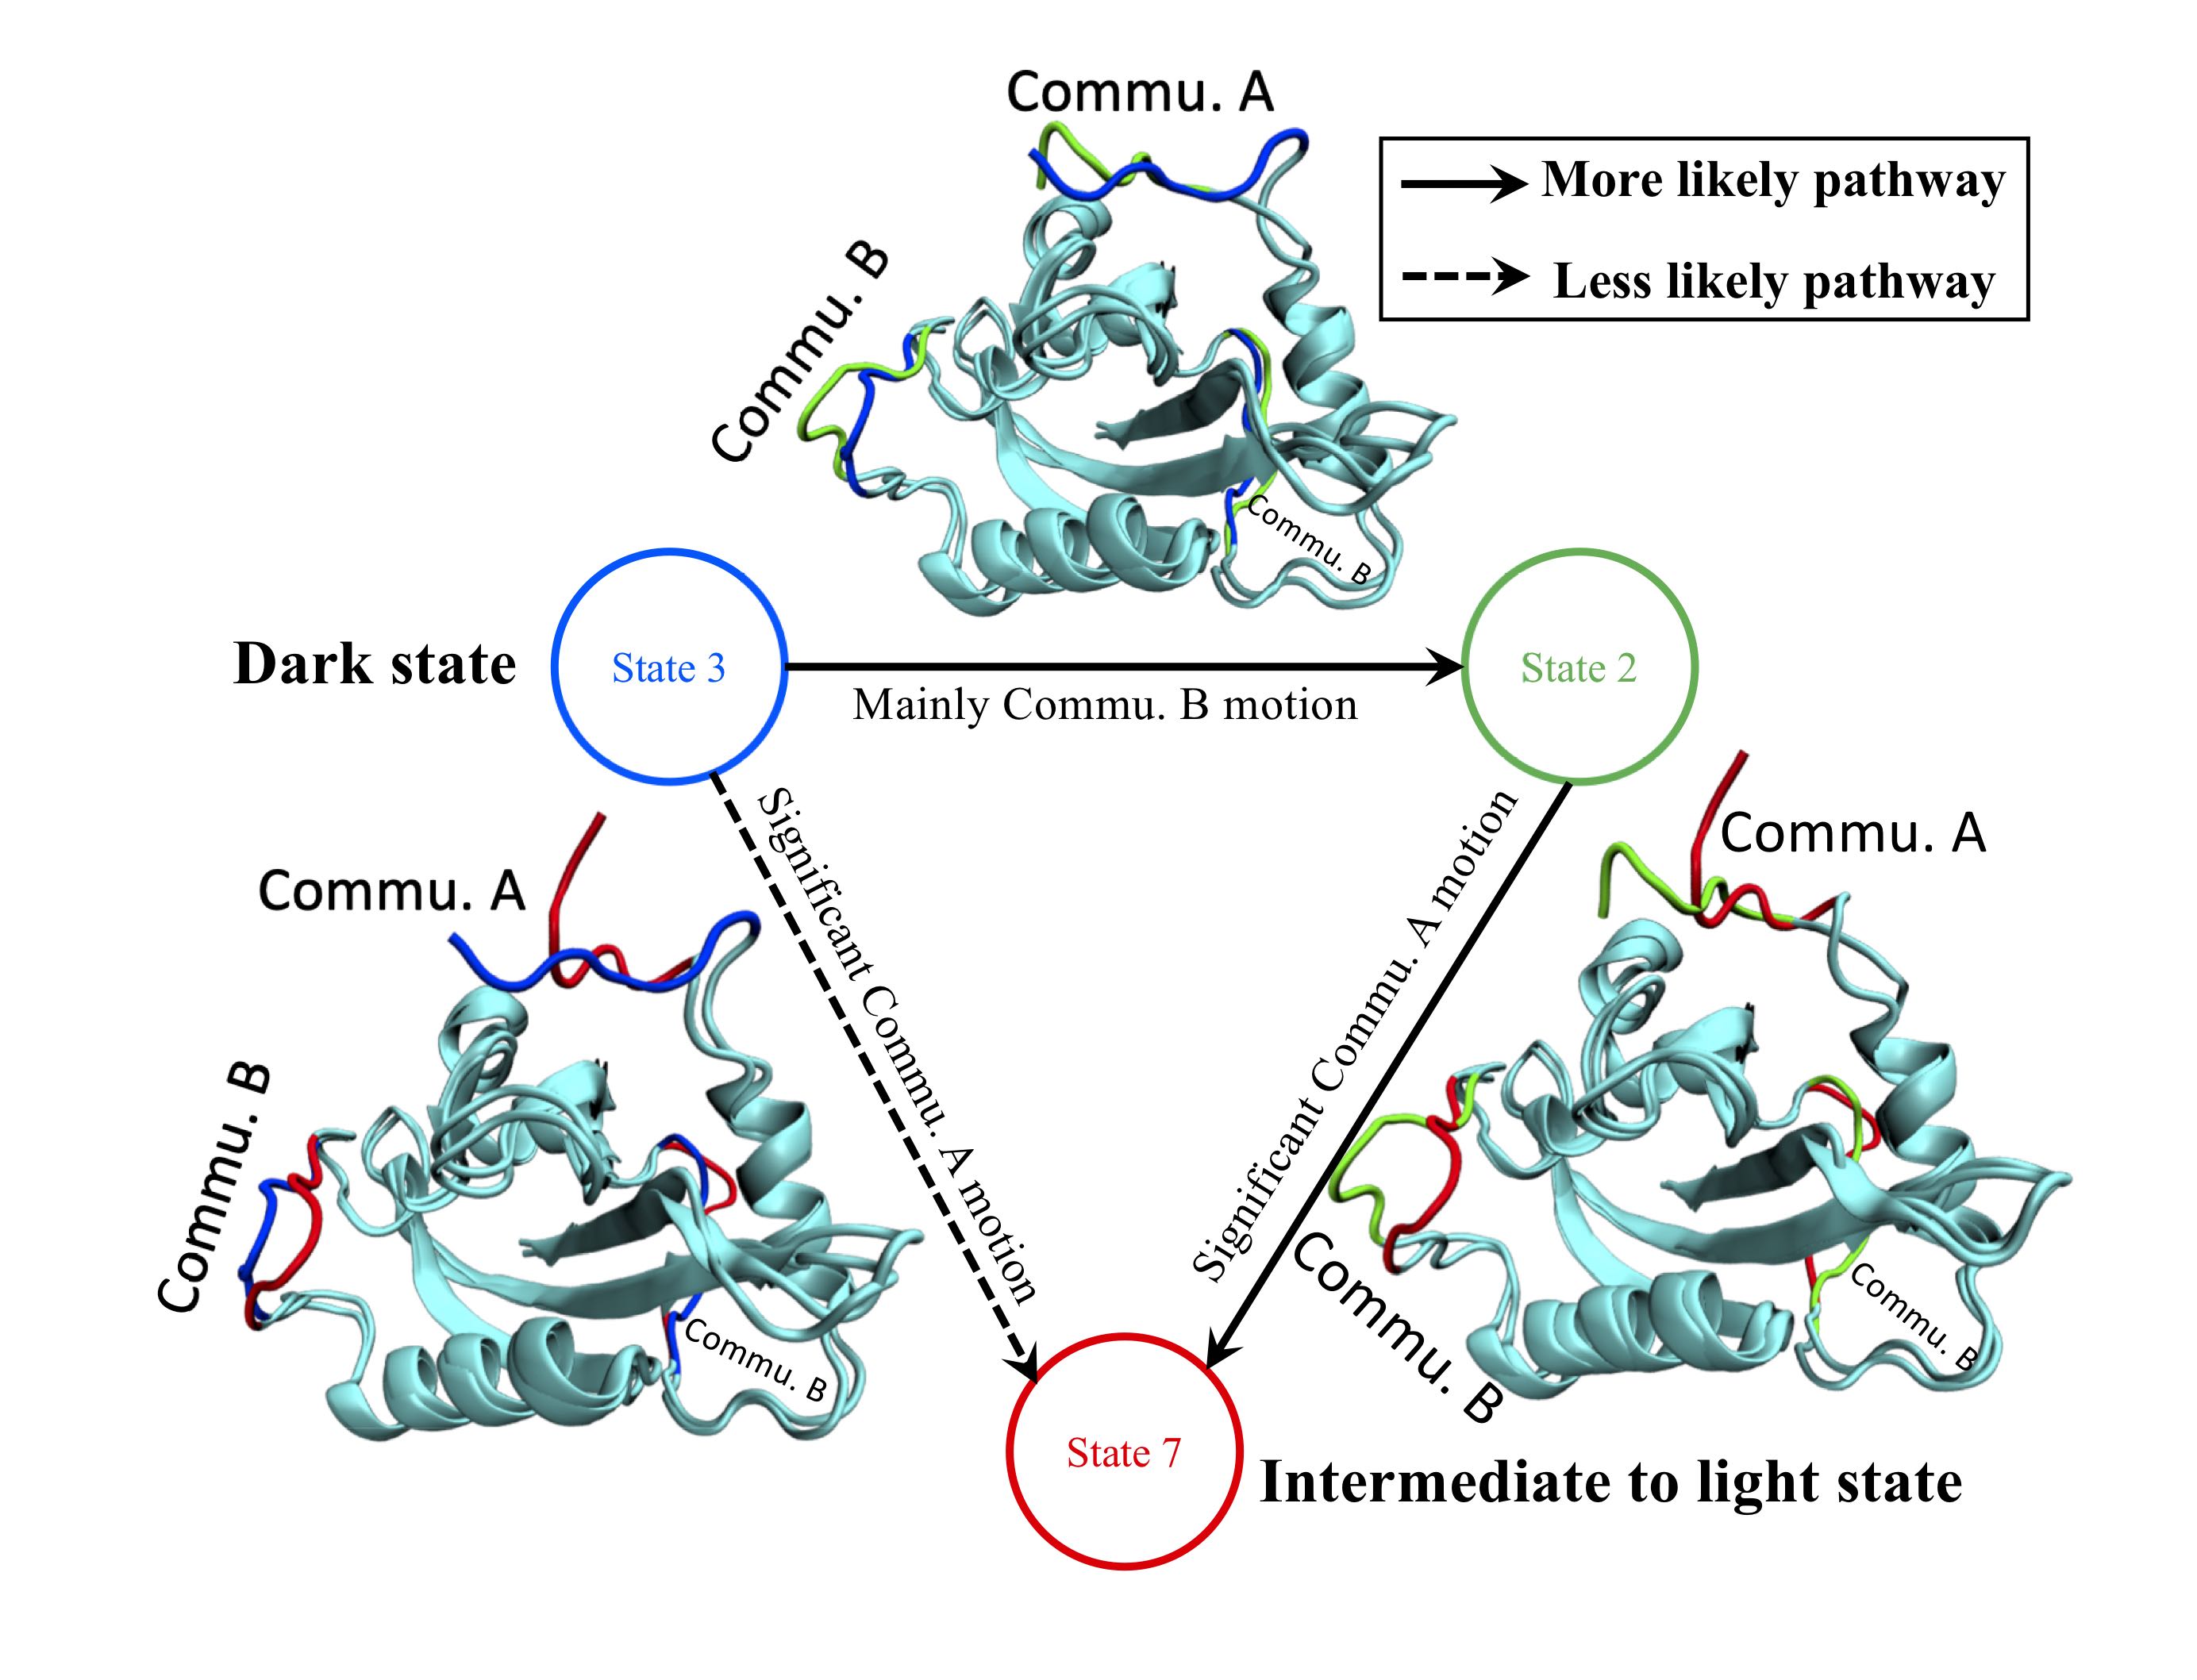 Commu. A
More likely pathway
Less likely pathway
Commu. B
Commu. B
Dark state
State 3
State 2
Mainly Commu. B motion
Significant Commu. A motion
Significant Commu. A motion
Commu. A
Commu. A
Commu. B
Commu. B
Commu. B
Commu. B
State 7
Intermediate to light state